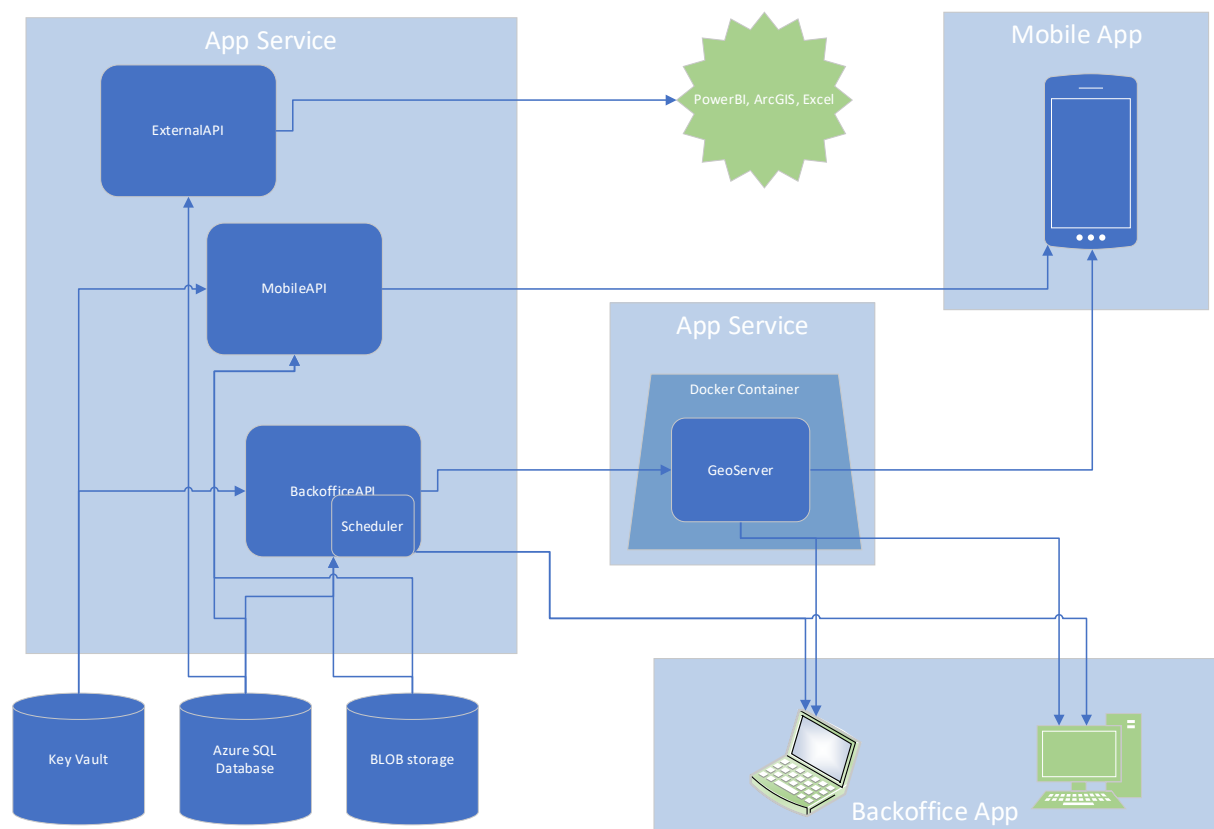 App Service
Mobile App
ExternalAPI
PowerBI, ArcGIS, Excel
MobileAPI
App Service
Docker Container
GeoServer
BackofficeAPI
Scheduler
Key Vault
Azure SQL
Database
BLOB storage
Backoffice App